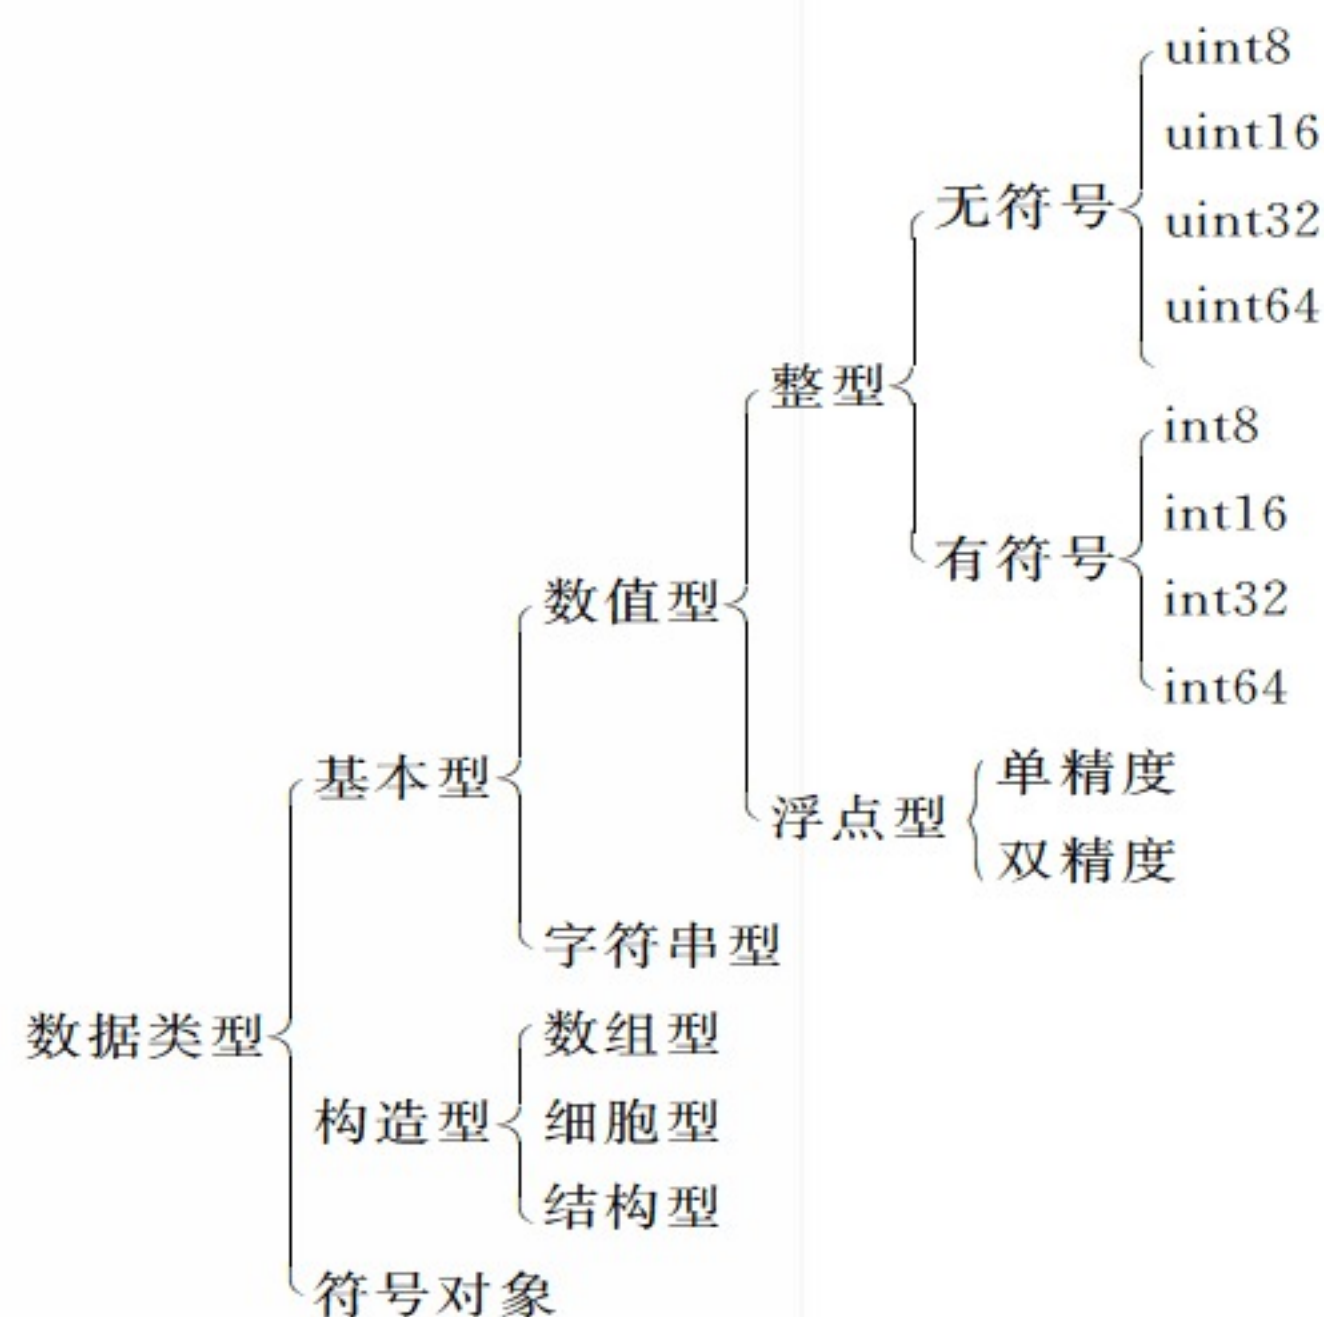 uint8
uint16
无符号
uint32
uint64
整型
int8
int16
有符号
int32
数值型
int64
基本型
单精度
浮点型
双精度
字符串型
数据类型
数组型
构造型
细胞型
结构型
符号对象